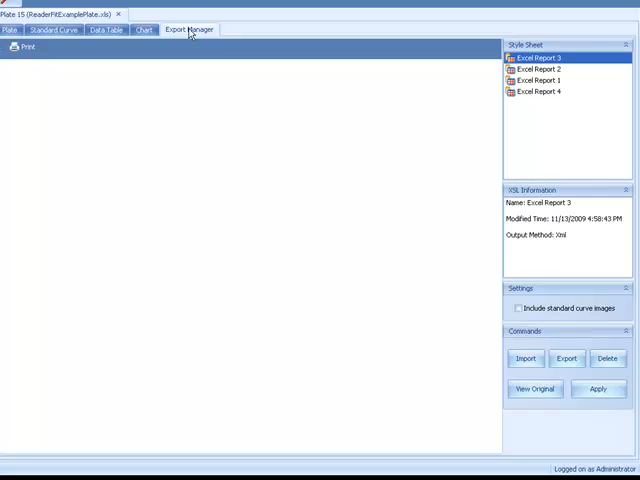 Plate 15 (ReaderFitExamplePlate.xls)
Plate Standard Curve Data Table Chart Export Manager
Print
Style Sheet
Excel Report 3
Excel Report 2
Excel Report 1
Excel Report 4
XSL Information
Name: Excel Report 3
Modified Time: 11/13/2009 4:58:43 PM
Output Method: Xml
Settings
Include standard curve images
Commands
Import Export Delete
View Original Apply
Logged on as Administrator